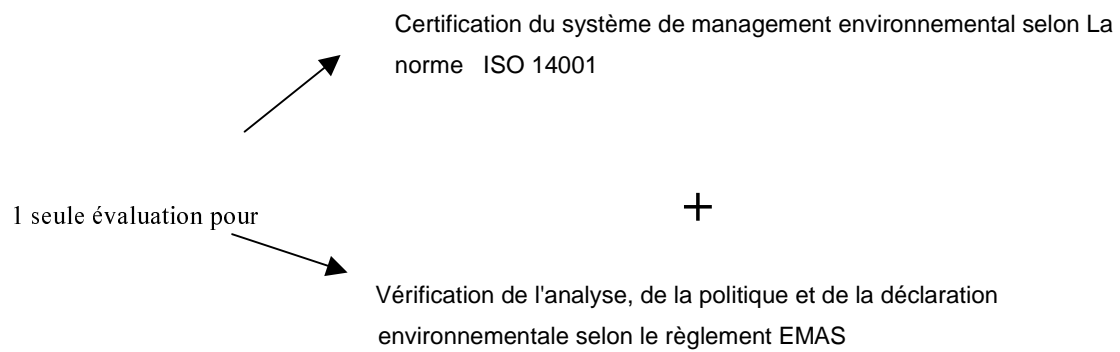 Certification du système de management environnemental selon La
norme ISO 14001
1 seule évaluation pour
+
Vérification de l'analyse, de la politique et de la déclaration
environnementale selon le règlement EMAS